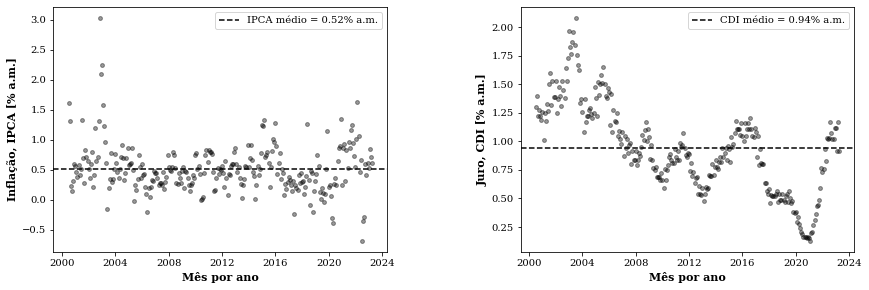 Inflação, IPCA [% a.m.]
3.0
2.5
2.0
1.5
1.0
0.5
0.0
−0.5
IPCA médio = 0.52% a.m.
2000 2004 2008 2012 2016 2020 2024
Mês por ano
Juro, CDI [% a.m.]
2.00
1.75
1.50
1.25
1.00
0.75
0.50
0.25
CDI médio = 0.94% a.m.
2000 2004 2008 2012 2016 2020 2024
Mês por ano